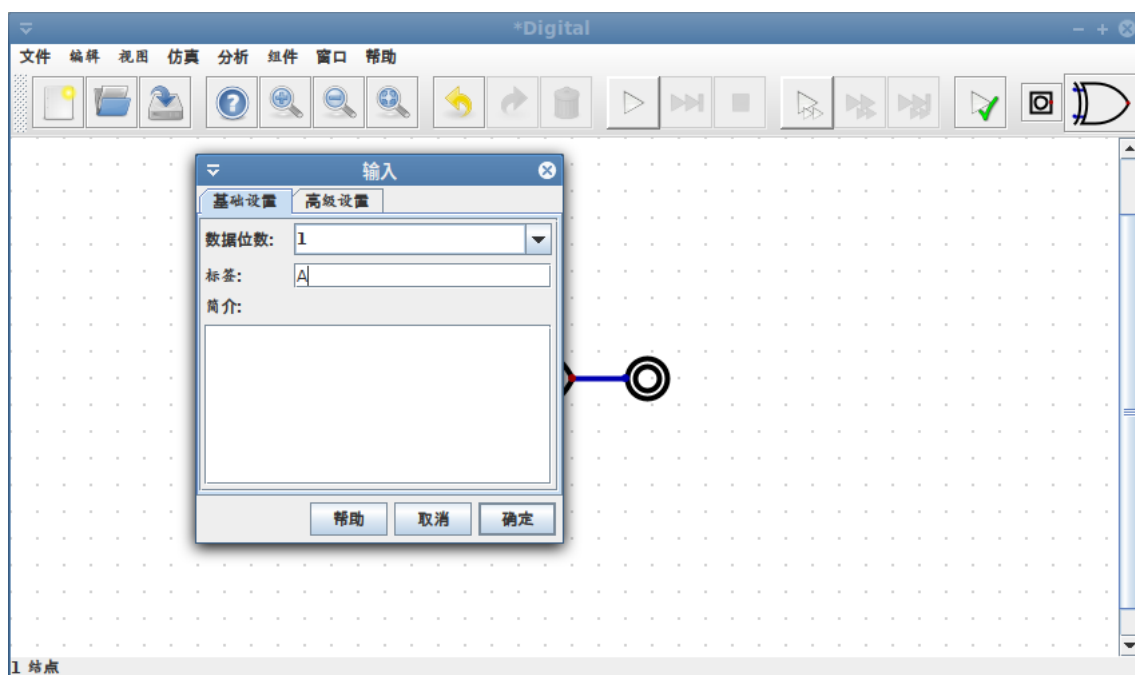 *Digital
文件 编辑 视图 仿真 分析 组件 窗口 帮助
输入
基础设置 高级设置
数据位数: 1
标签: A
简介:
帮助 取消 确定
1 结点